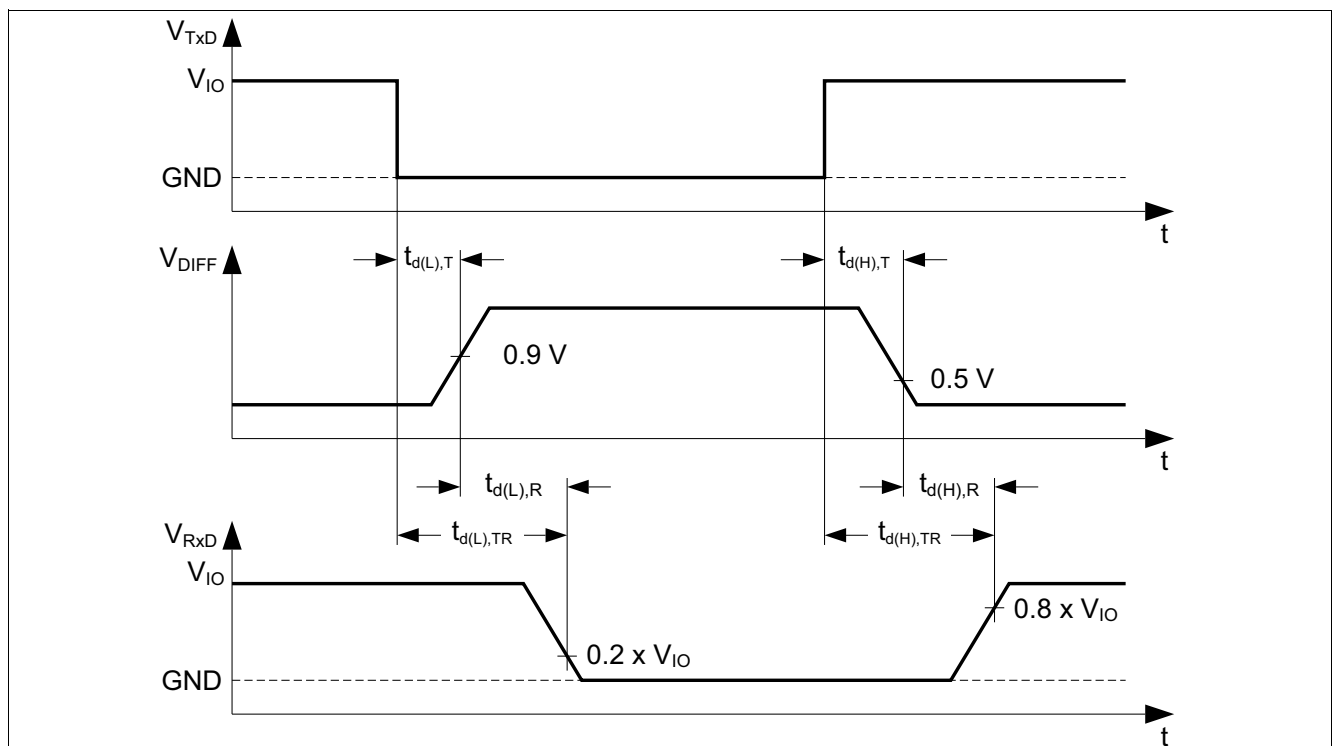 V_TxD
V_IO
GND
t
V_DIFF
t_d(L),T
t_d(H),T
0.9 V
0.5 V
t
t_d(L),R
t_d(H),R
t_d(L),TR
t_d(H),TR
V_RxD
V_IO
0.8 x V_IO
0.2 x V_IO
GND
t